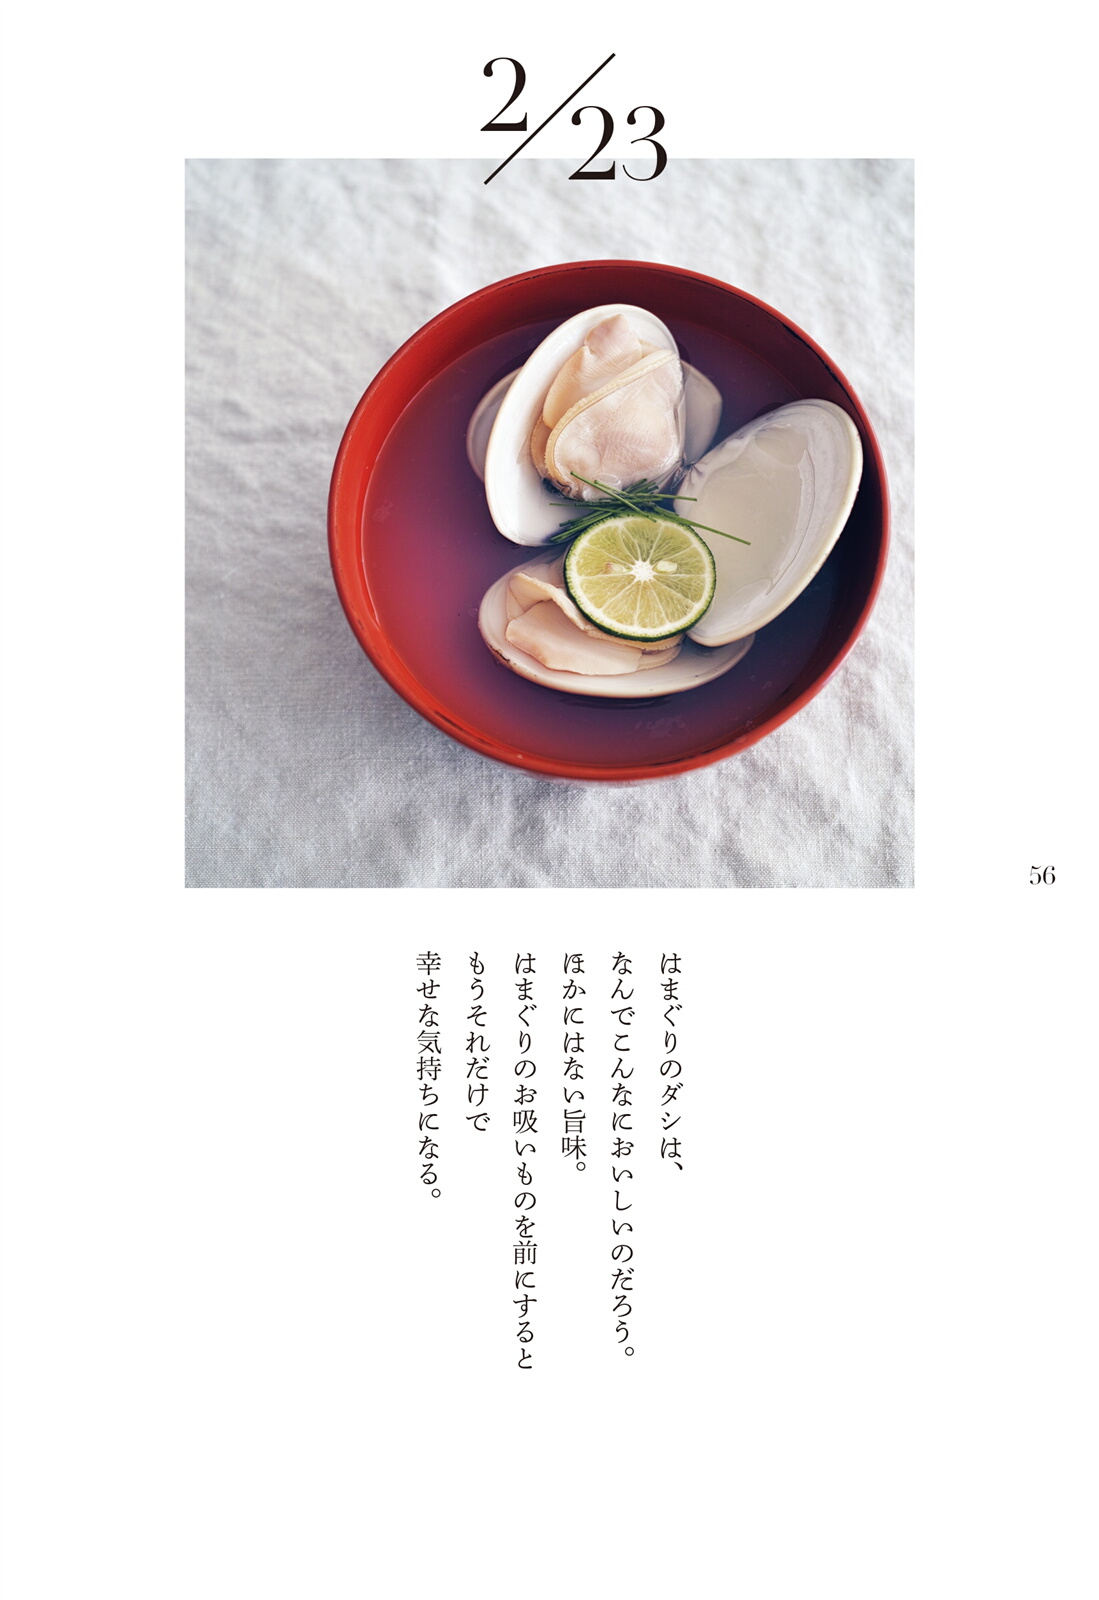 2/23
はまぐりのダシは、
なんでこんなにおいしいのだろう。
ほかにはない旨味。
はまぐりのお吸いものを前にすると
もうそれだけで
幸せな気持ちになる。
56